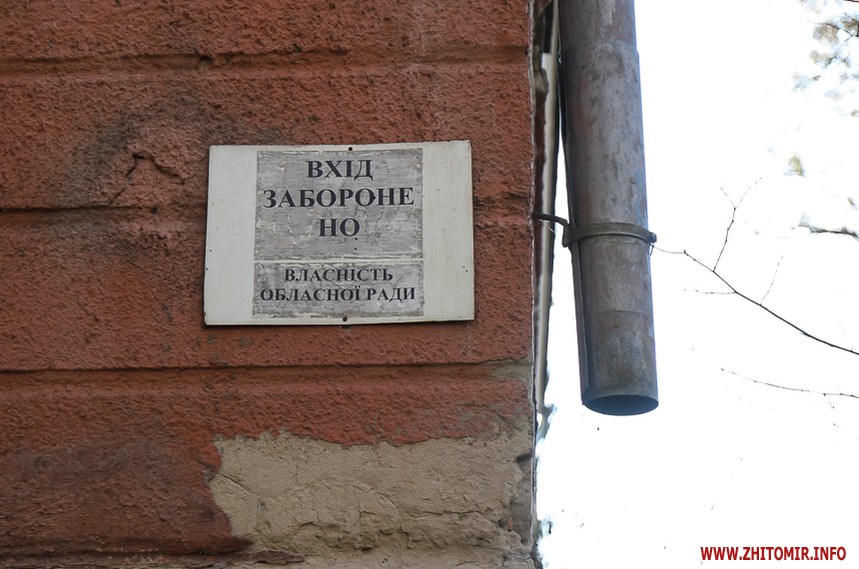 ВХІД
ЗАБОРОНЕ
НО
ВЛАСНІСТЬ
ОБЛАСНОЇ РАДИ
WWW.ZHITOMIR.INFO